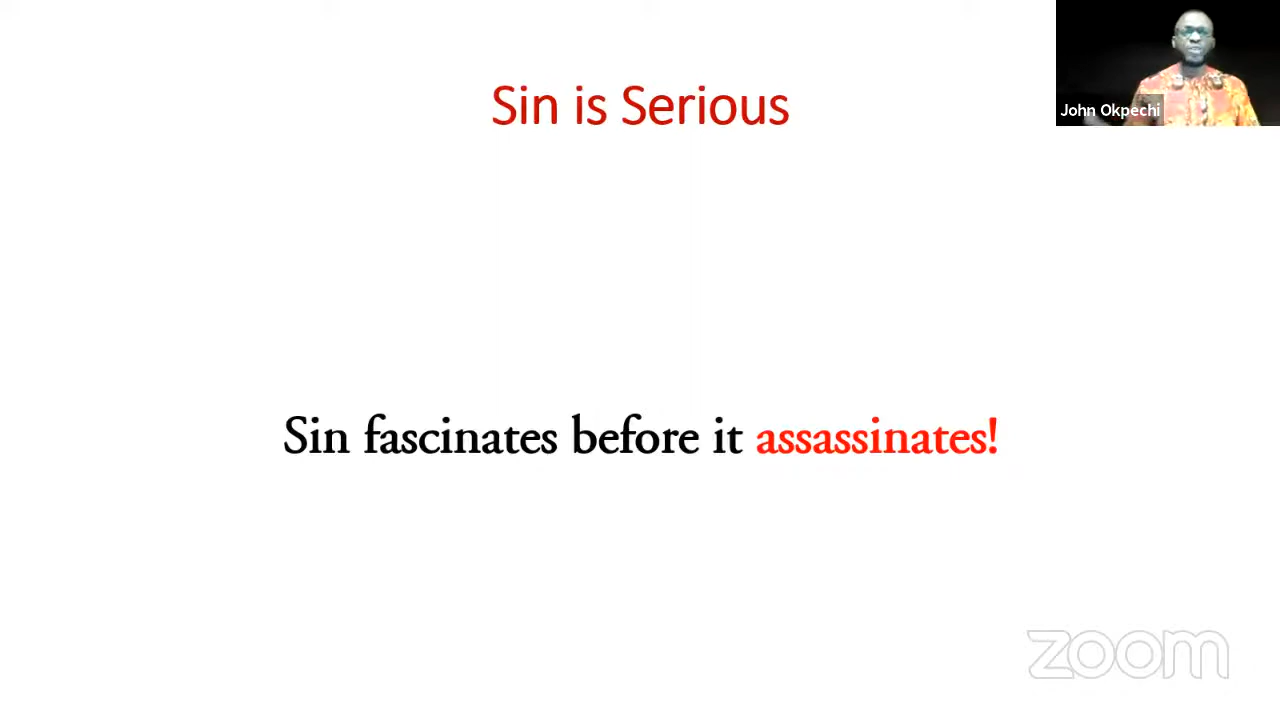 Sin is Serious
John Okpechi
Sin fascinates before it assassinates!
zoom